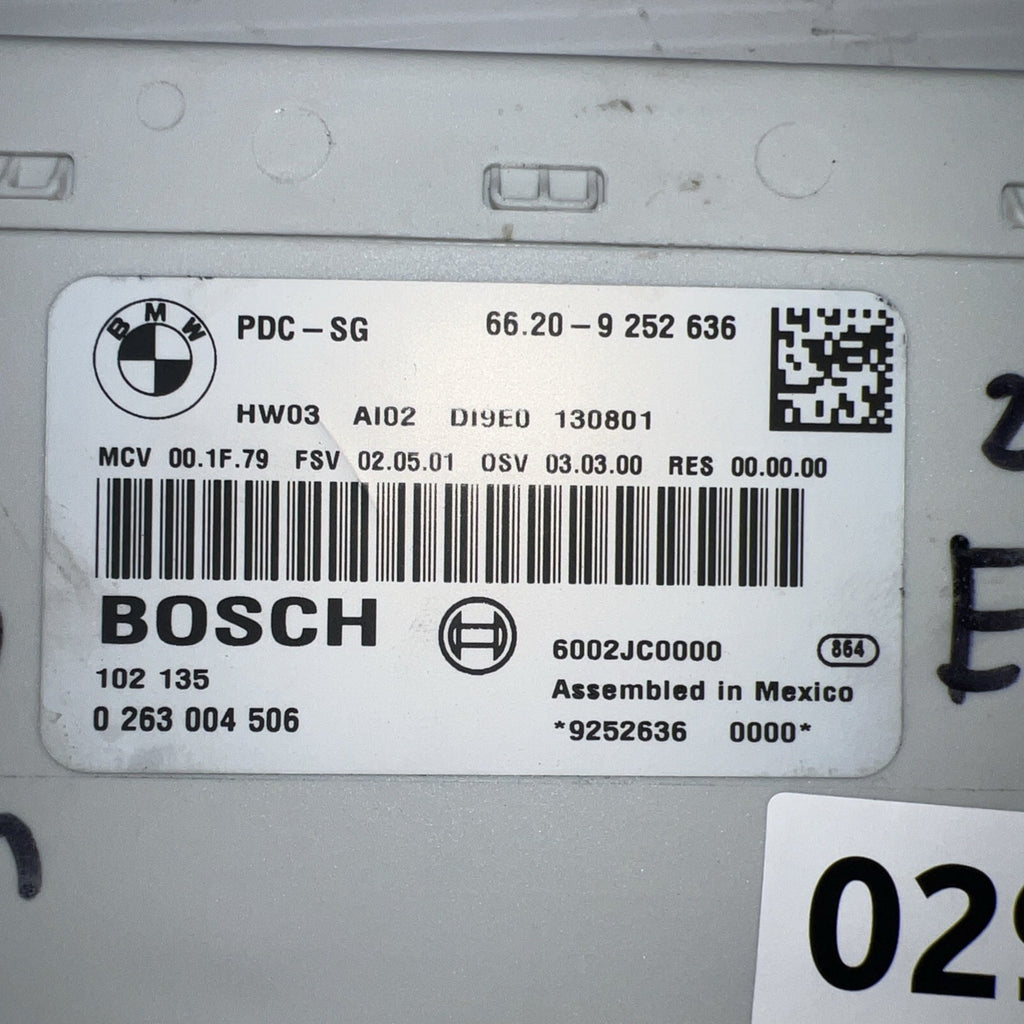 BMW
PDC-SG 66.20-9 252 636
HW03 AI02 DI9E0 130801
MCV 00.1F.79 FSV 02.05.01 OSV 03.03.00 RES 00.00.00
BOSCH
6002JC0000 864
102 135
Assembled in Mexico
0 263 004 506
*9252636 0000*
E
029